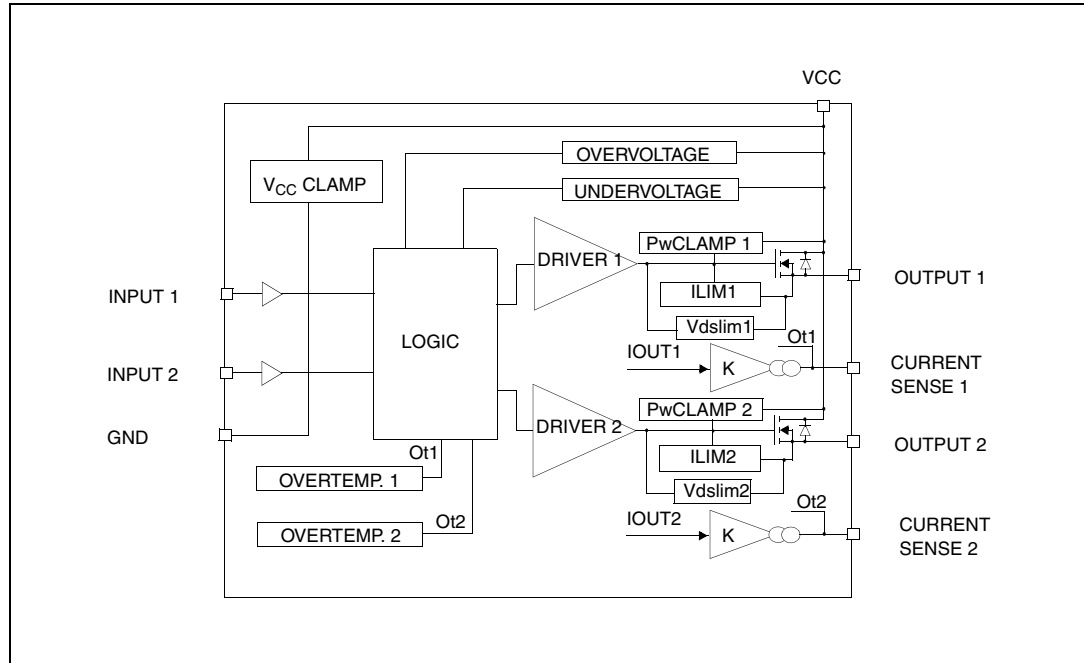 VCC
OVERVOLTAGE
VCC CLAMP
UNDERVOLTAGE
PwCLAMP 1
DRIVER 1
OUTPUT 1
INPUT 1
ILIM1
LOGIC
Vdslim1
Ot1
IOUT1
K
CURRENT
SENSE 1
INPUT 2
PwCLAMP 2
DRIVER 2
GND
OUTPUT 2
Ot1
ILIM2
OVERTEMP. 1
Vdslim2
Ot2
Ot2
IOUT2
OVERTEMP. 2
K
CURRENT
SENSE 2